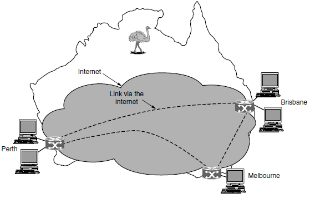 Internet
Link via the
Internet
Brisbane
Perth
Melbourne